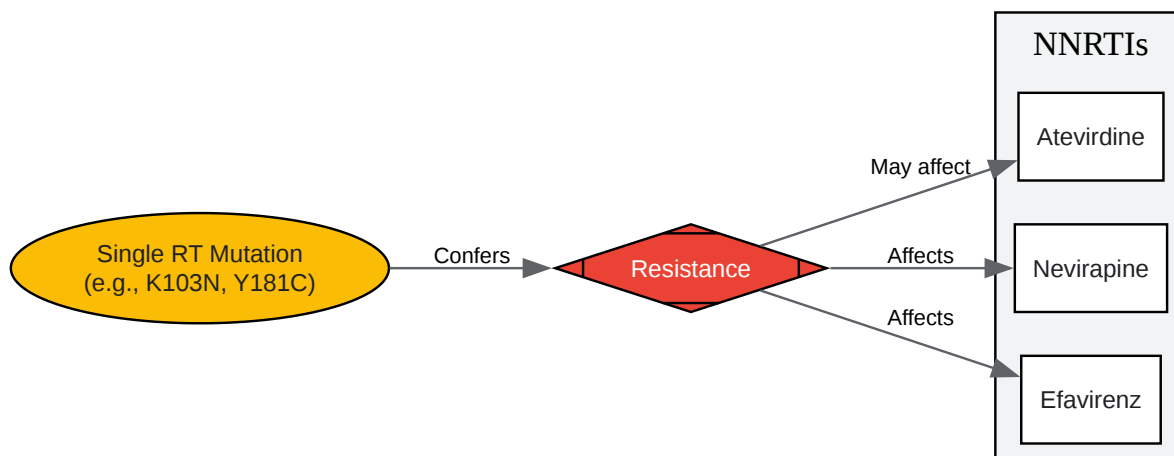 NNRTIs
Atevirdine
May affect
Single RT Mutation
(e.g., K103N, Y181C)
Confers
Resistance
Affects
Nevirapine
Affects
Efavirenz